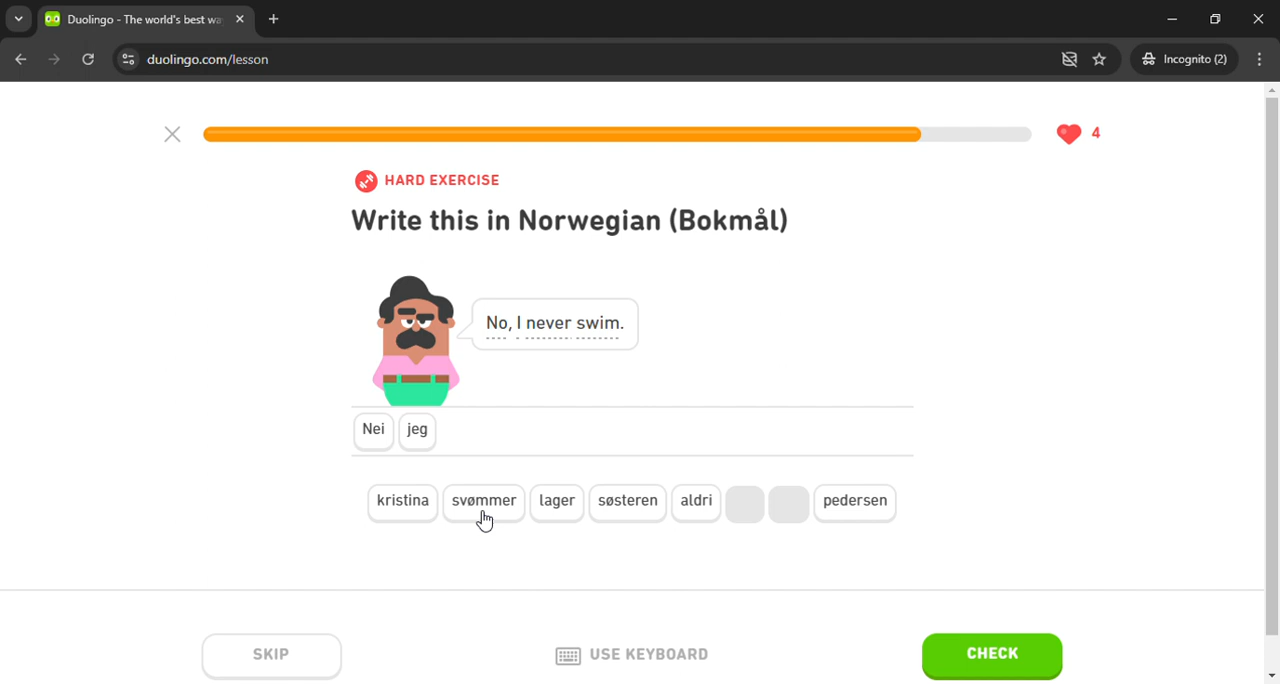 Duolingo - The world's best wa
duolingo.com/lesson
Incognito (2)
4
HARD EXERCISE
Write this in Norwegian (Bokmål)
No, I never swim.
Nei jeg
kristina svømmer lager søsteren aldri pedersen
SKIP USE KEYBOARD CHECK